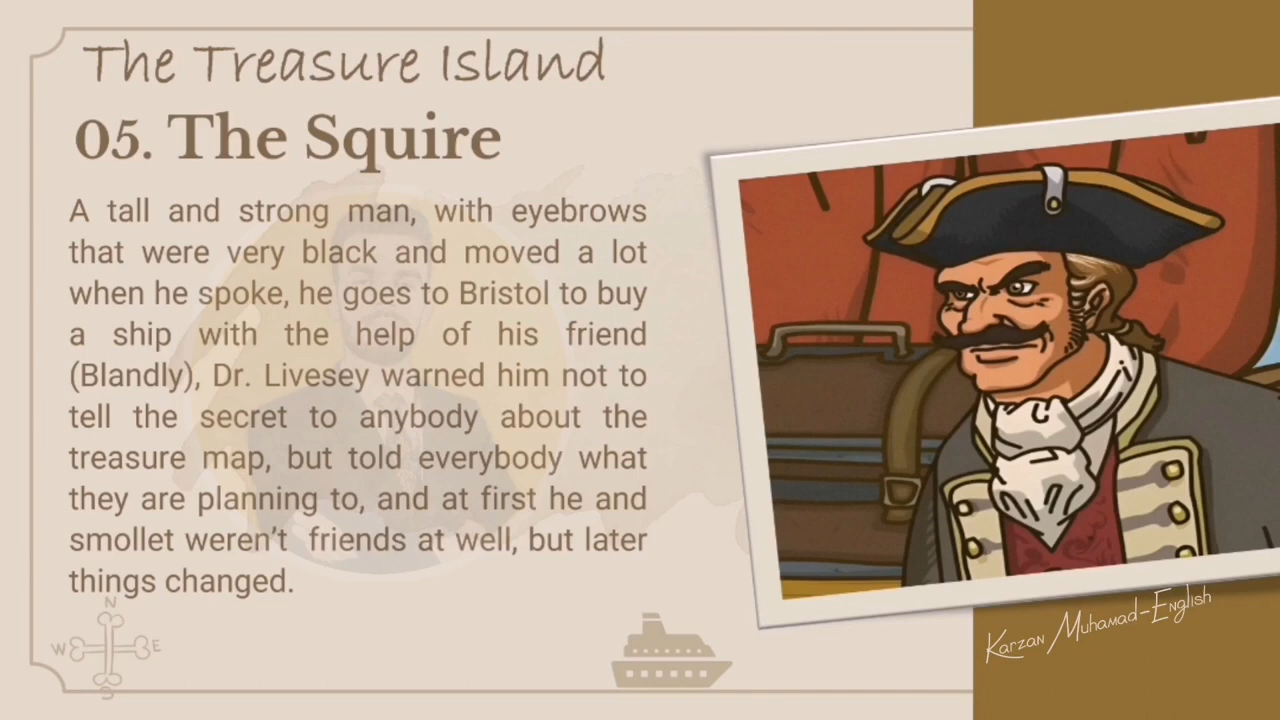 The Treasure Island
05. The Squire
A tall and strong man, with eyebrows
that were very black and moved a lot
when he spoke, he goes to Bristol to buy
a ship with the help of his friend
(Blandly), Dr. Livesey warned him not to
tell the secret to anybody about the
treasure map, but told everybody what
they are planning to, and at first he and
smollet weren't friends at well, but later
things changed.
N
W E
S
Karzan Muhamad-English